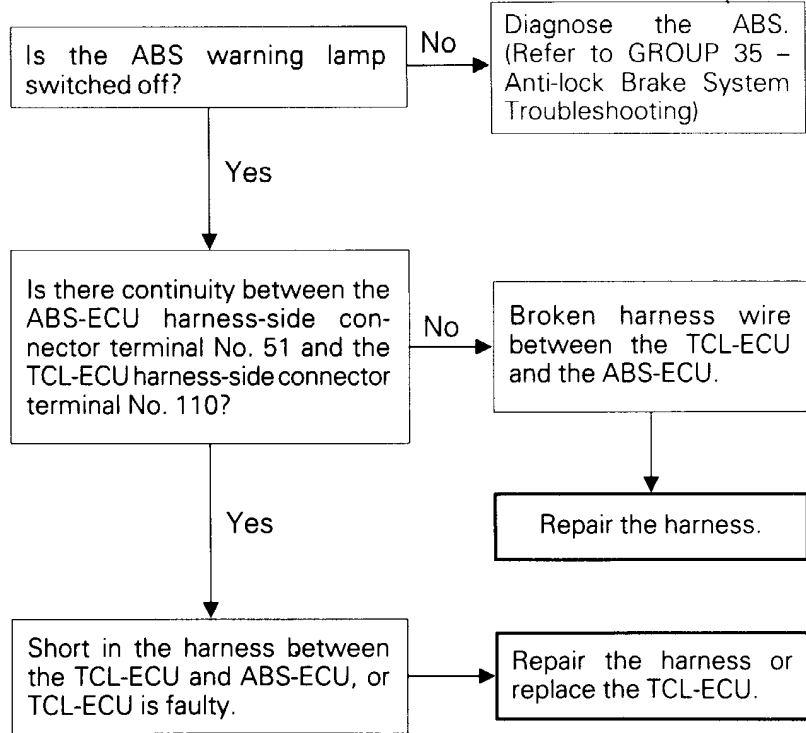 Is the ABS warning lamp
switched off?
No
Diagnose the ABS.
(Refer to GROUP 35 –
Anti-lock Brake System
Troubleshooting)
Yes
Is there continuity between the
ABS-ECU harness-side con-
nector terminal No. 51 and the
TCL-ECU harness-side connector
terminal No. 110?
No
Broken harness wire
between the TCL-ECU
and the ABS-ECU.
Repair the harness.
Yes
Short in the harness between
the TCL-ECU and ABS-ECU, or
TCL-ECU is faulty.
Repair the harness or
replace the TCL-ECU.